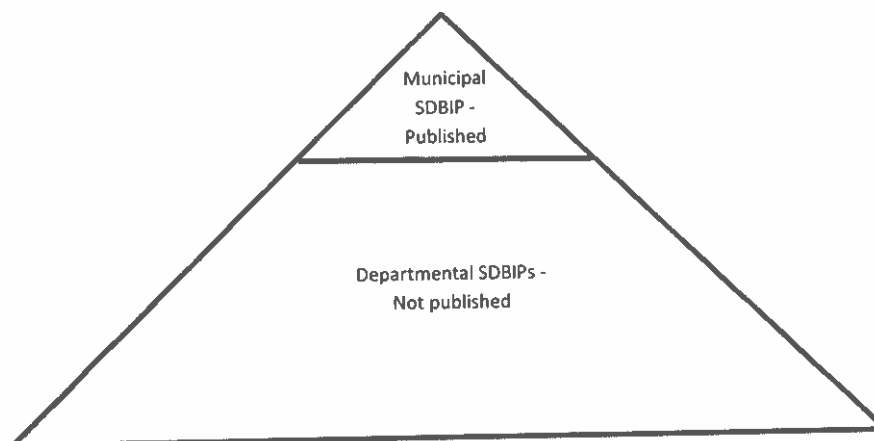 Municipal
SDBIP -
Published
Departmental SDBIPs -
Not published